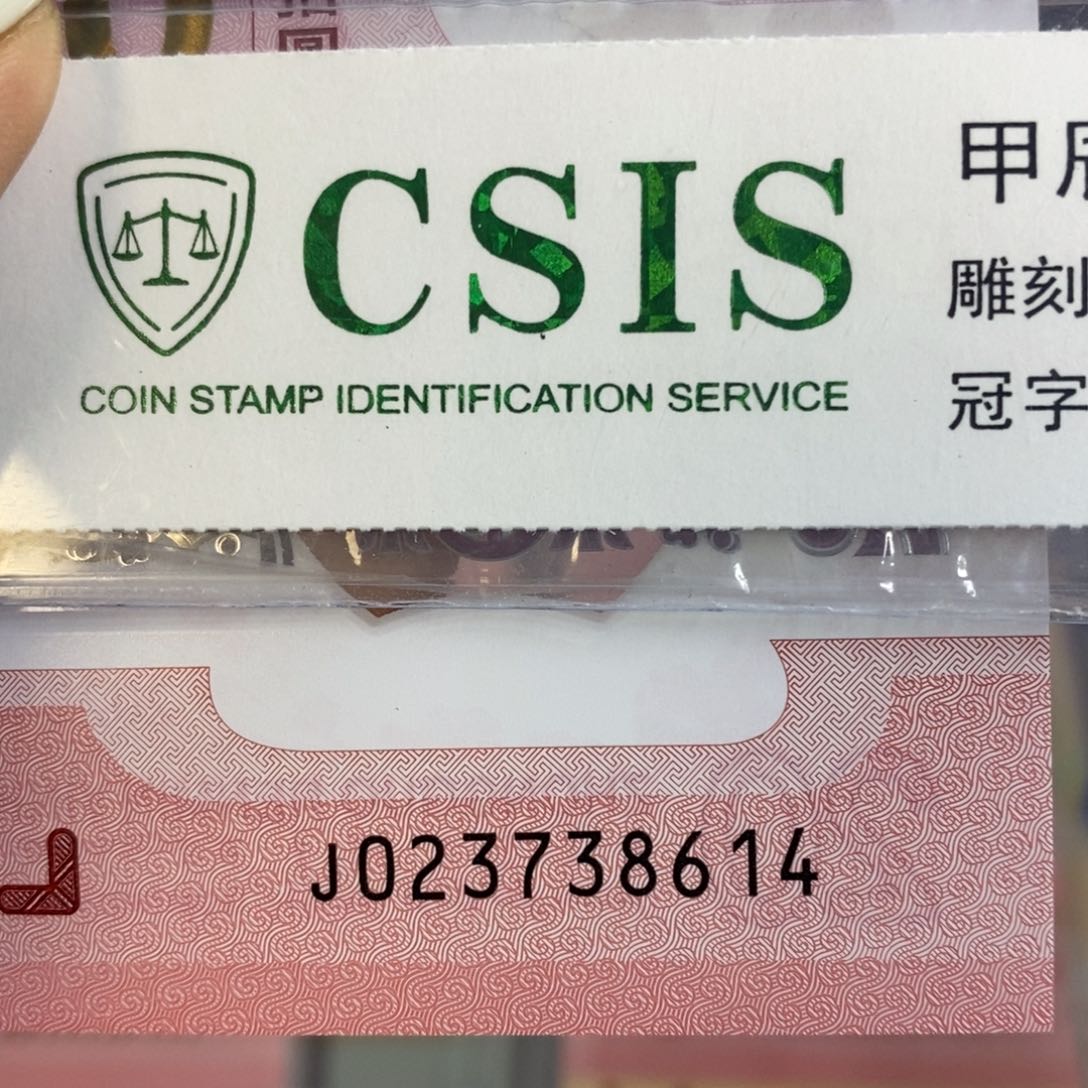 CSIS
COIN STAMP IDENTIFICATION SERVICE
甲
雕刻
冠字
J023738614